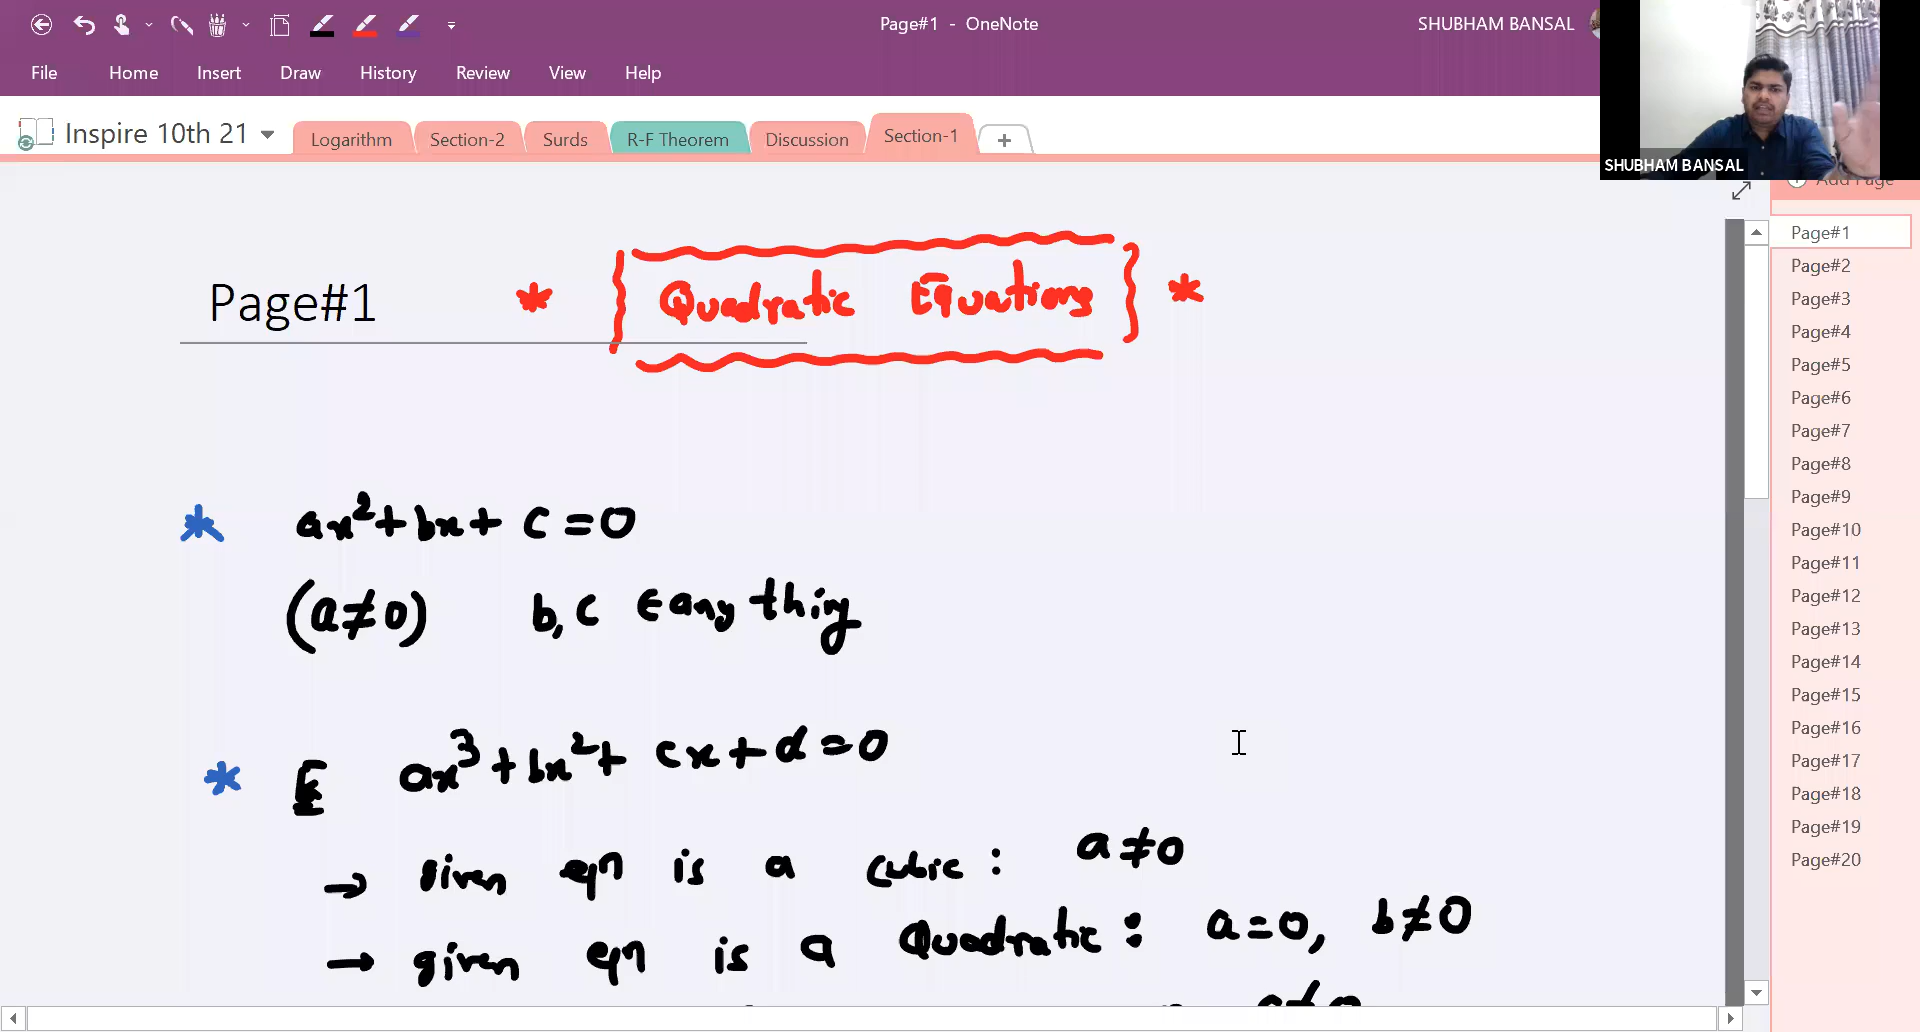 Page#1 - OneNote
SHUBHAM BANSAL
File Home Insert Draw History Review View Help
Inspire 10th 21
Logarithm Section-2 Surds R-F Theorem Discussion Section-1 +
SHUBHAM BANSAL
Add Page
Page#1
* { Quadratic Equations } *
* ax²+bx+ c=0
(a≠0) b, c ∈ any thing
* E ax³+bx²+ cx+d=0
→ given eqn is a cubic : a≠0
→ given eqn is a Quadratic : a=0, b≠0
Page#1
Page#2
Page#3
Page#4
Page#5
Page#6
Page#7
Page#8
Page#9
Page#10
Page#11
Page#12
Page#13
Page#14
Page#15
Page#16
Page#17
Page#18
Page#19
Page#20